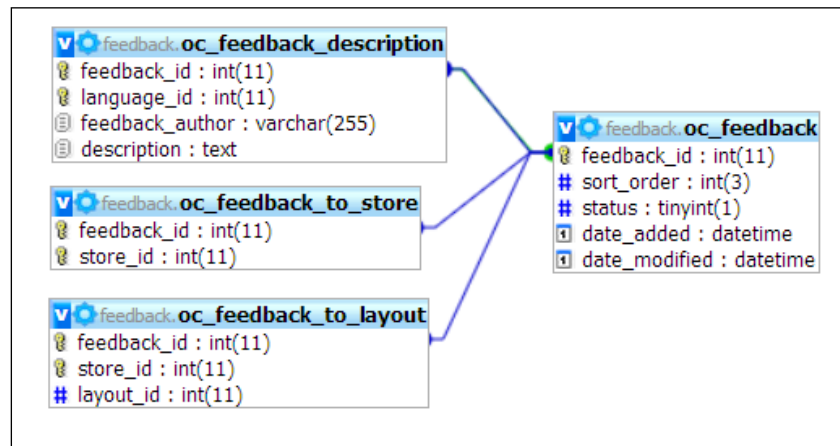 feedback.oc_feedback_description
feedback_id : int(11)
language_id : int(11)
feedback_author : varchar(255)
description : text
feedback.oc_feedback_to_store
feedback_id : int(11)
store_id : int(11)
feedback.oc_feedback_to_layout
feedback_id : int(11)
store_id : int(11)
# layout_id : int(11)
feedback.oc_feedback
feedback_id : int(11)
# sort_order : int(3)
# status : tinyint(1)
date_added : datetime
date_modified : datetime